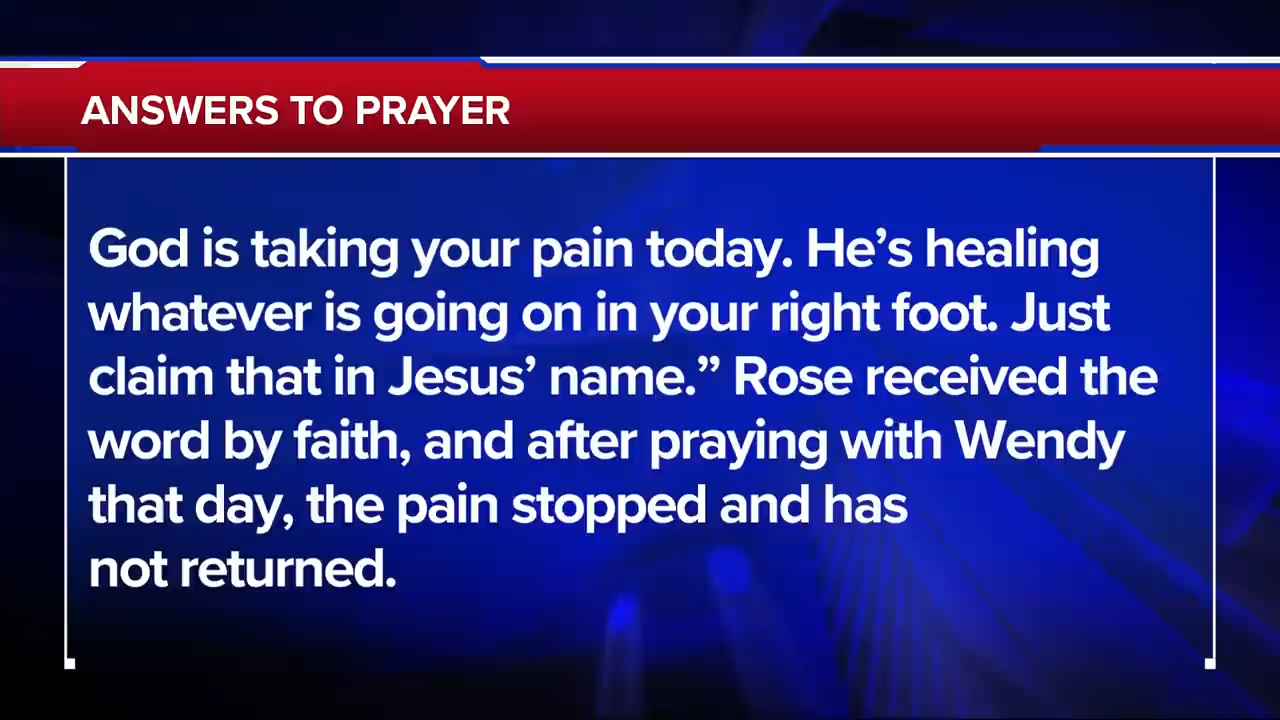 ANSWERS TO PRAYER
God is taking your pain today. He’s healing
whatever is going on in your right foot. Just
claim that in Jesus’ name.” Rose received the
word by faith, and after praying with Wendy
that day, the pain stopped and has
not returned.